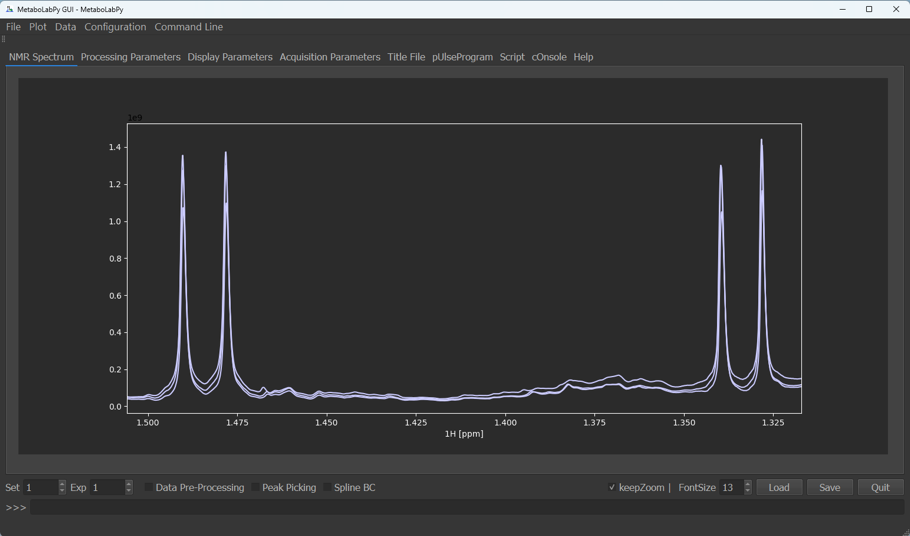 MetaboLabPy GUI - MetaboLabPy
File Plot Data Configuration Command Line
NMR Spectrum Processing Parameters Display Parameters Acquisition Parameters Title File pUlseProgram Script cOnsole Help
1e9
1.4
1.2
1.0
0.8
0.6
0.4
0.2
0.0
1.500 1.475 1.450 1.425 1.400 1.375 1.350 1.325
1H [ppm]
Set 1 Exp 1 Data Pre-Processing Peak Picking Spline BC keepZoom | FontSize 13 Load Save Quit
>>>